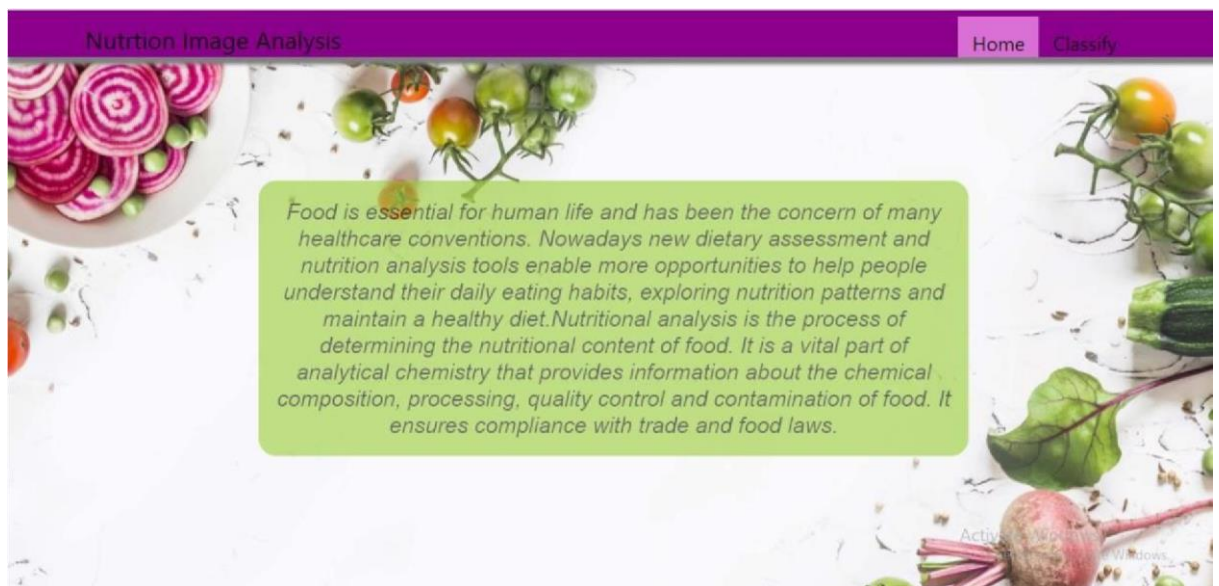 Nutrtion Image Analysis
Home
Classify
Food is essential for human life and has been the concern of many
healthcare conventions. Nowadays new dietary assessment and
nutrition analysis tools enable more opportunities to help people
understand their daily eating habits, exploring nutrition patterns and
maintain a healthy diet.Nutritional analysis is the process of
determining the nutritional content of food. It is a vital part of
analytical chemistry that provides information about the chemical
composition, processing, quality control and contamination of food. It
ensures compliance with trade and food laws.
Windows.